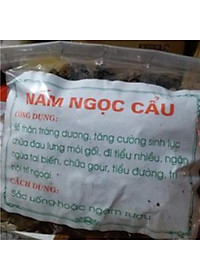 NẤM NGỌC CẨU
CÔNG DỤNG:
Bổ thận tráng dương, tăng cường sinh lực
chữa đau lưng mỏi gối, đi tiểu nhiều, ngăn
ngừa tai biến, chữa gour, tiểu đường, trị
nội tê ngoại.
CÁCH DÙNG:
Sắc uống hoặc ngâm rượu